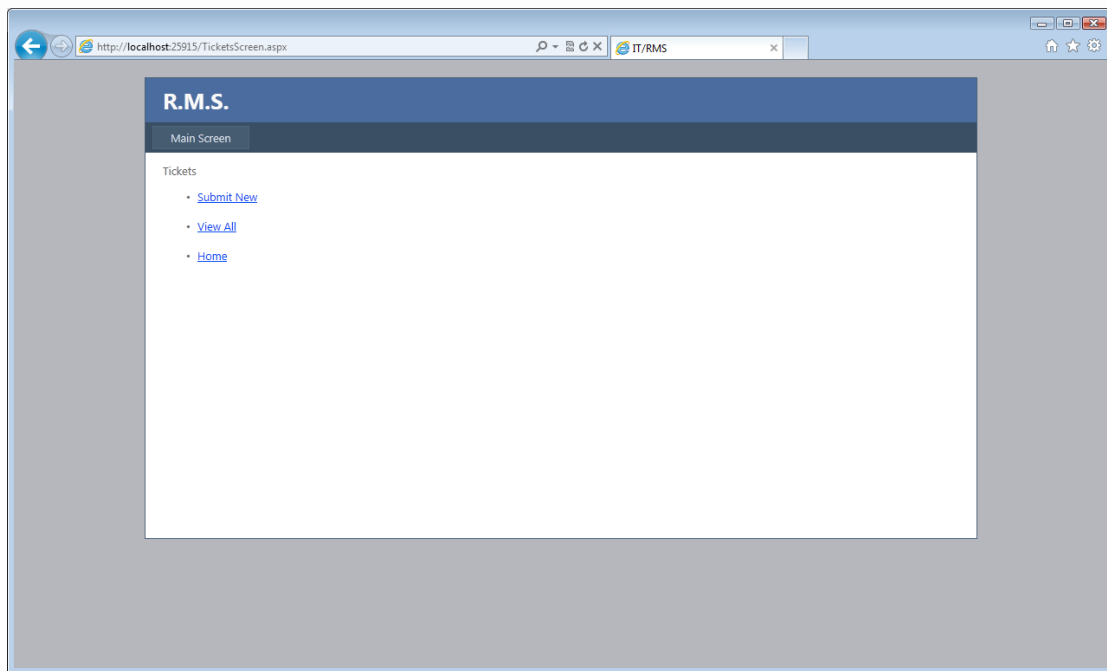 http://localhost:25915/TicketsScreen.aspx
IT/RMS
R.M.S.
Main Screen
Tickets
• Submit New
• View All
• Home